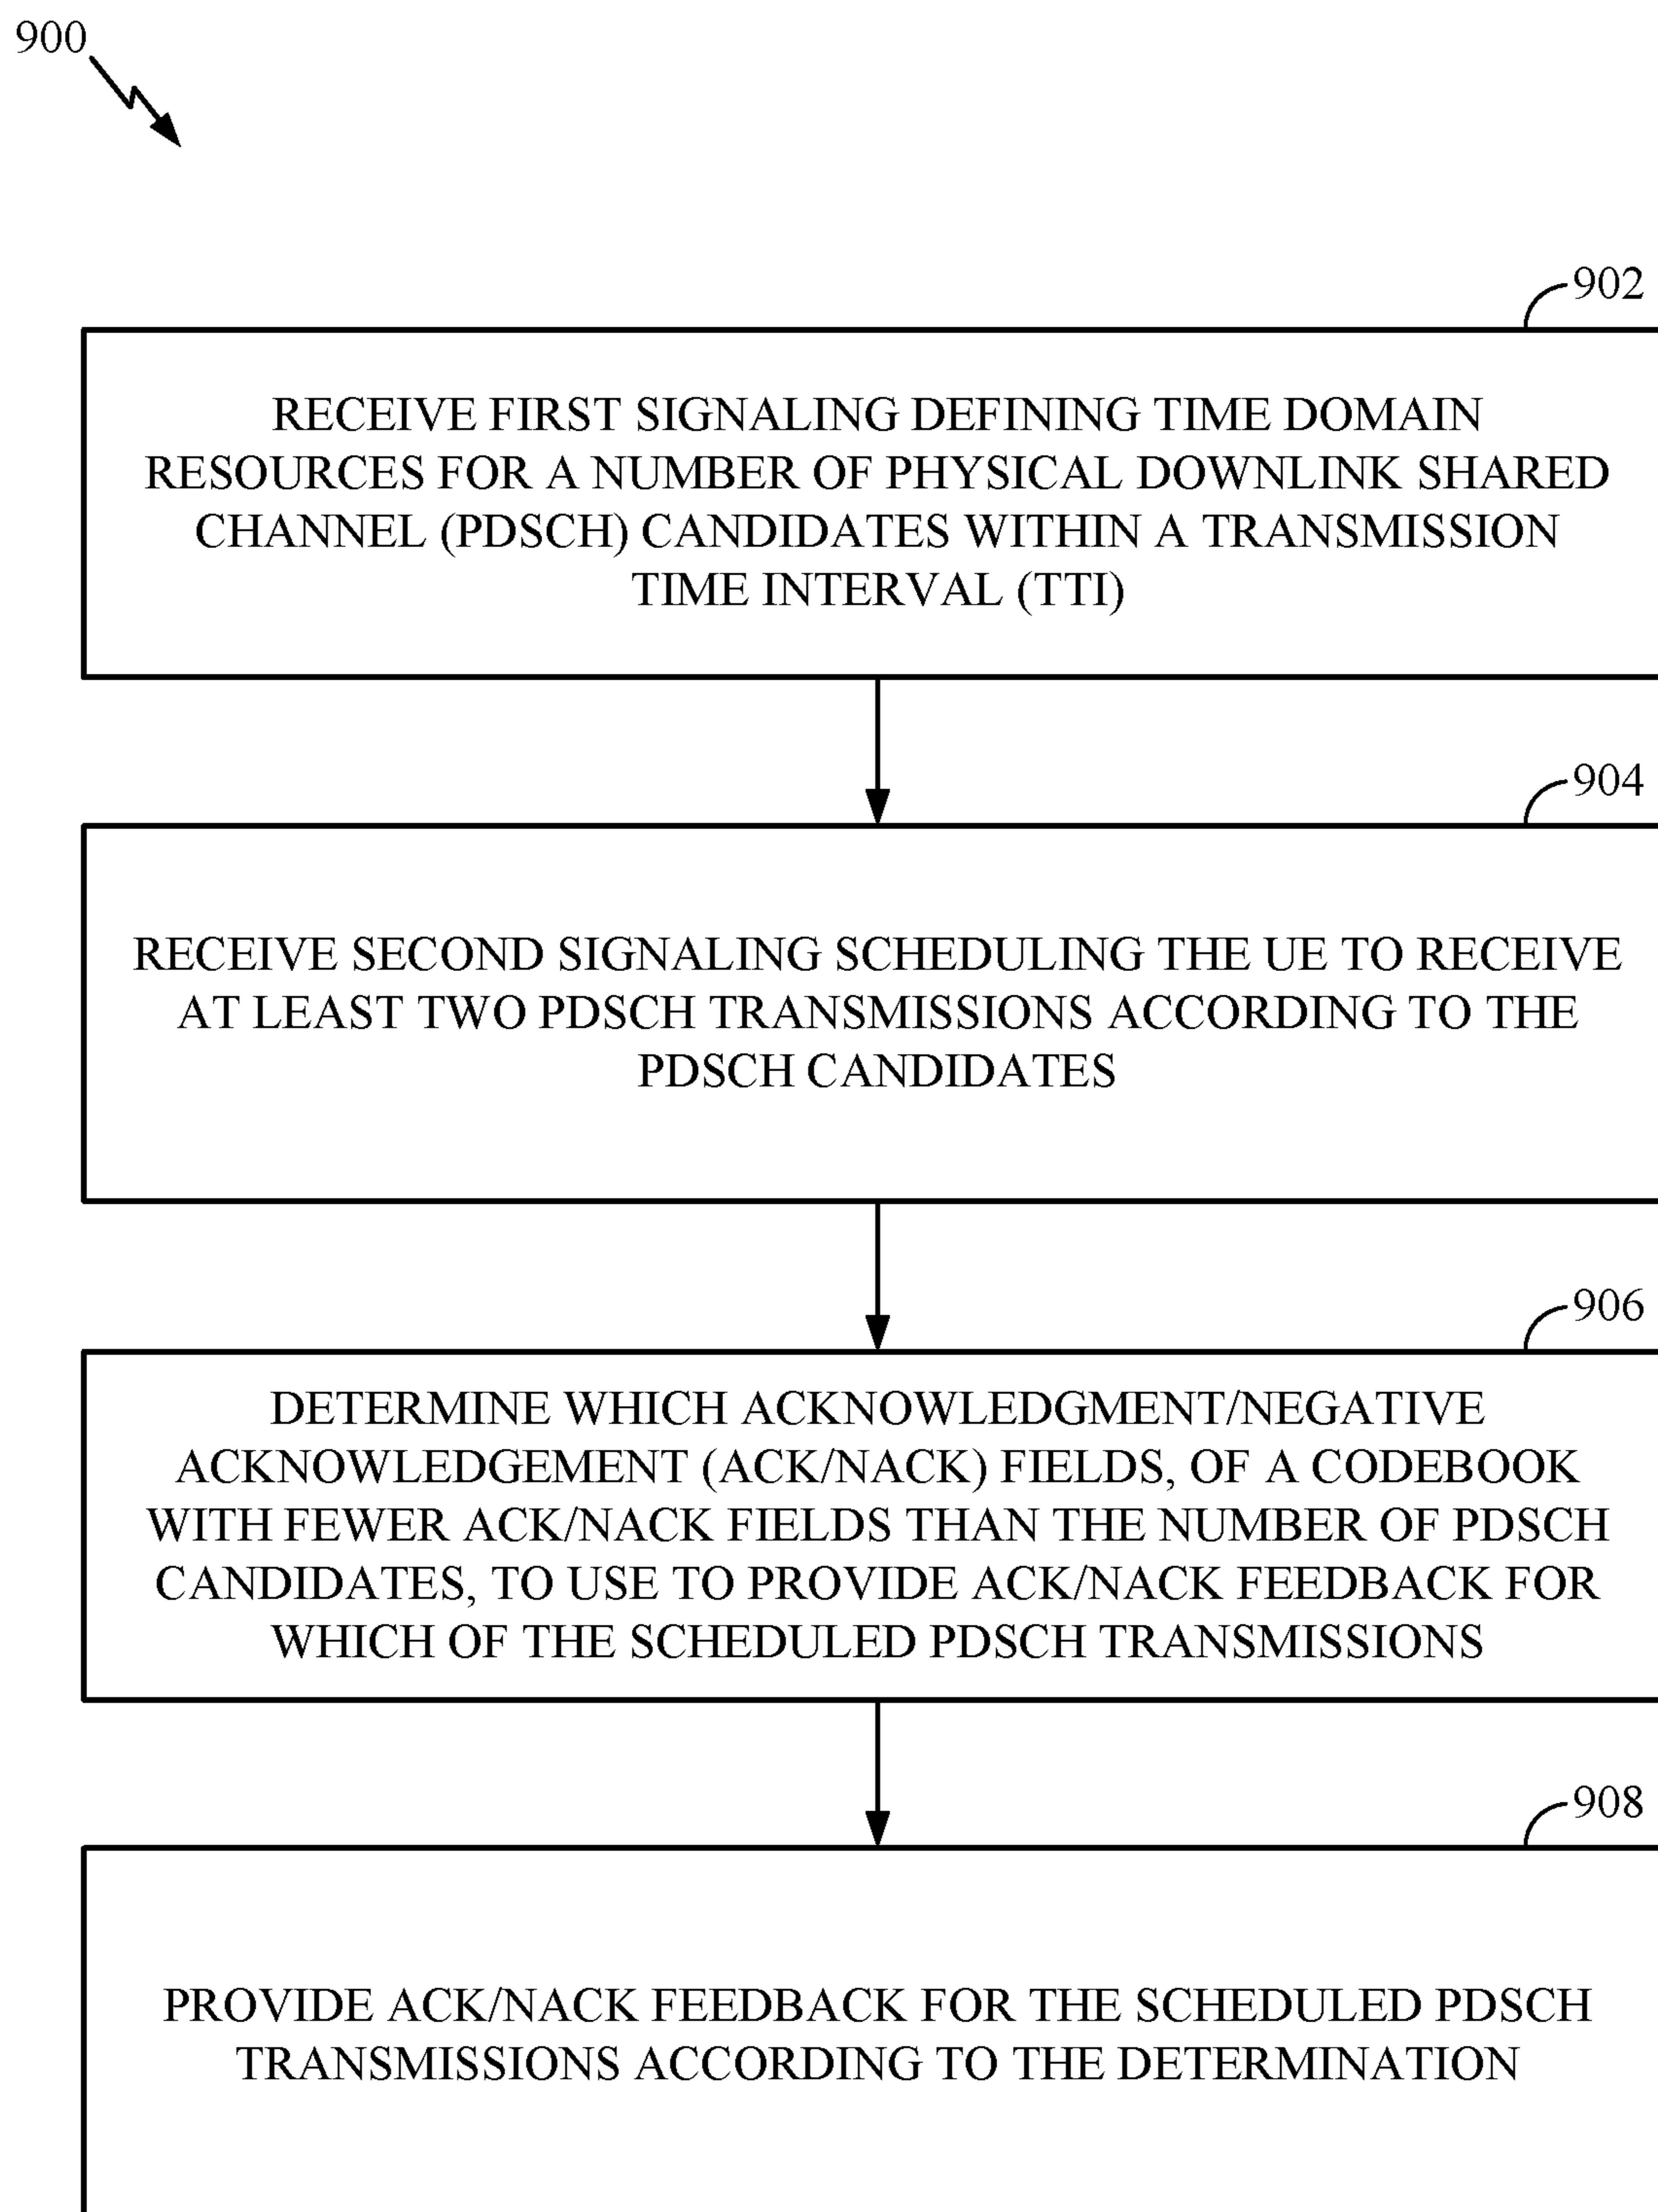 900
902
RECEIVE FIRST SIGNALING DEFINING TIME DOMAIN
RESOURCES FOR A NUMBER OF PHYSICAL DOWNLINK SHARED
CHANNEL (PDSCH) CANDIDATES WITHIN A TRANSMISSION
TIME INTERVAL (TTI)
904
RECEIVE SECOND SIGNALING SCHEDULING THE UE TO RECEIVE
AT LEAST TWO PDSCH TRANSMISSIONS ACCORDING TO THE
PDSCH CANDIDATES
906
DETERMINE WHICH ACKNOWLEDGMENT/NEGATIVE
ACKNOWLEDGEMENT (ACK/NACK) FIELDS, OF A CODEBOOK
WITH FEWER ACK/NACK FIELDS THAN THE NUMBER OF PDSCH
CANDIDATES, TO USE TO PROVIDE ACK/NACK FEEDBACK FOR
WHICH OF THE SCHEDULED PDSCH TRANSMISSIONS
908
PROVIDE ACK/NACK FEEDBACK FOR THE SCHEDULED PDSCH
TRANSMISSIONS ACCORDING TO THE DETERMINATION